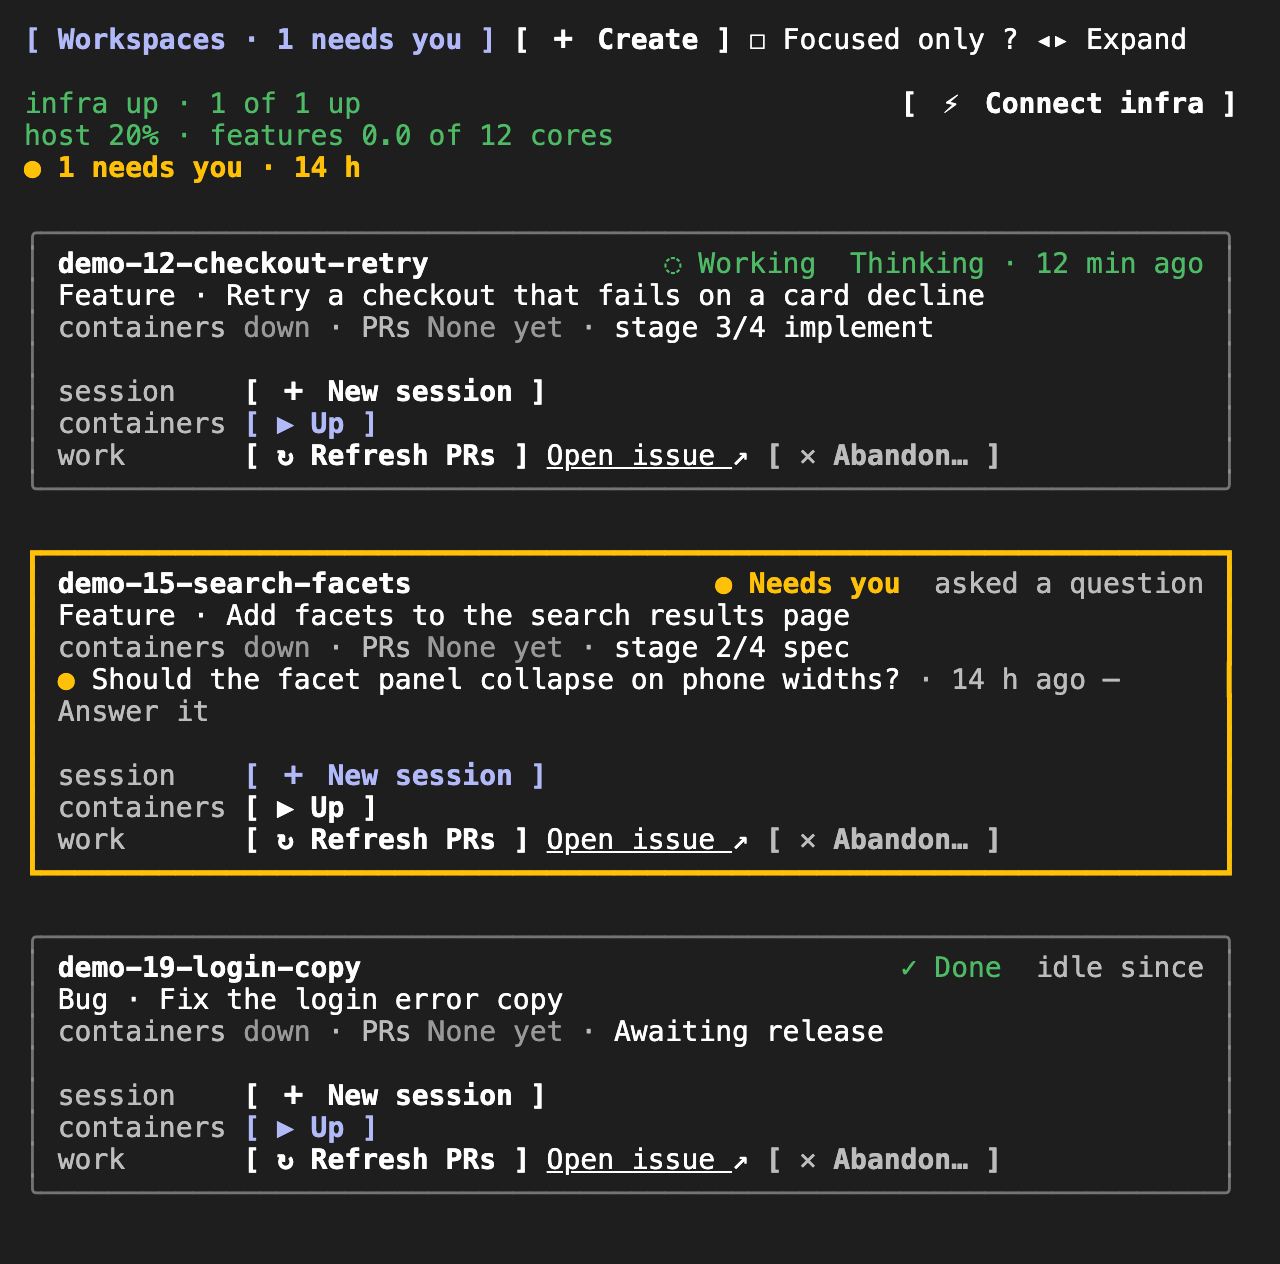 [ Workspaces · 1 needs you ] [ + Create ] □ Focused only ? ◂▸ Expand
infra up · 1 of 1 up [ ⚡ Connect infra ]
host 20% · features 0.0 of 12 cores
● 1 needs you · 14 h
demo-12-checkout-retry ◌ Working Thinking · 12 min ago
Feature · Retry a checkout that fails on a card decline
containers down · PRs None yet · stage 3/4 implement
session [ + New session ]
containers [ ▶ Up ]
work [ ↻ Refresh PRs ] Open issue ↗ [ × Abandon… ]
demo-15-search-facets ● Needs you asked a question
Feature · Add facets to the search results page
containers down · PRs None yet · stage 2/4 spec
● Should the facet panel collapse on phone widths? · 14 h ago —
Answer it
session [ + New session ]
containers [ ▶ Up ]
work [ ↻ Refresh PRs ] Open issue ↗ [ × Abandon… ]
demo-19-login-copy ✓ Done idle since
Bug · Fix the login error copy
containers down · PRs None yet · Awaiting release
session [ + New session ]
containers [ ▶ Up ]
work [ ↻ Refresh PRs ] Open issue ↗ [ × Abandon… ]